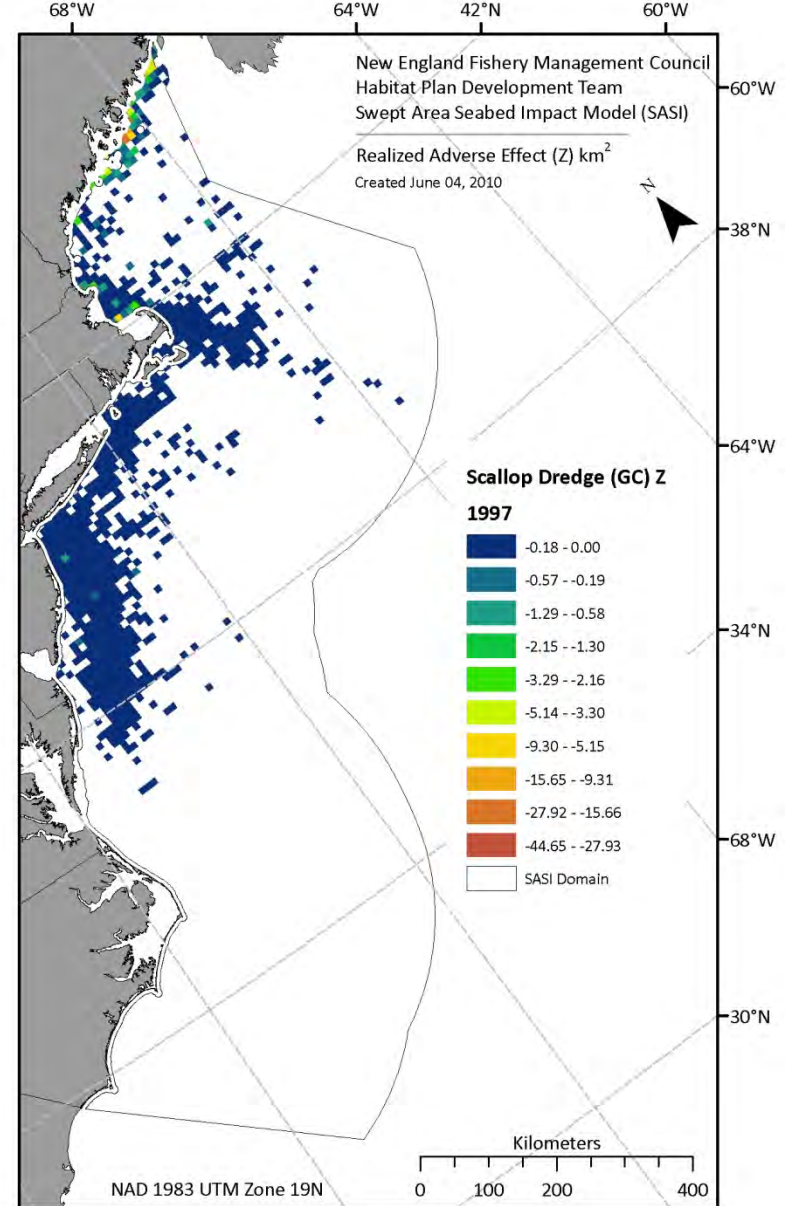 68°W
64°W
42°N
60°W
New England Fishery Management Council
Habitat Plan Development Team
Swept Area Seabed Impact Model (SASI)
Realized Adverse Effect (Z) km²
Created June 04, 2010
N
60°W
38°N
64°W
34°N
68°W
30°N
Scallop Dredge (GC) Z
1997
-0.18 - 0.00
-0.57 - -0.19
-1.29 - -0.58
-2.15 - -1.30
-3.29 - -2.16
-5.14 - -3.30
-9.30 - -5.15
-15.65 - -9.31
-27.92 - -15.66
-44.65 - -27.93
SASI Domain
Kilometers
0 100 200 400
NAD 1983 UTM Zone 19N